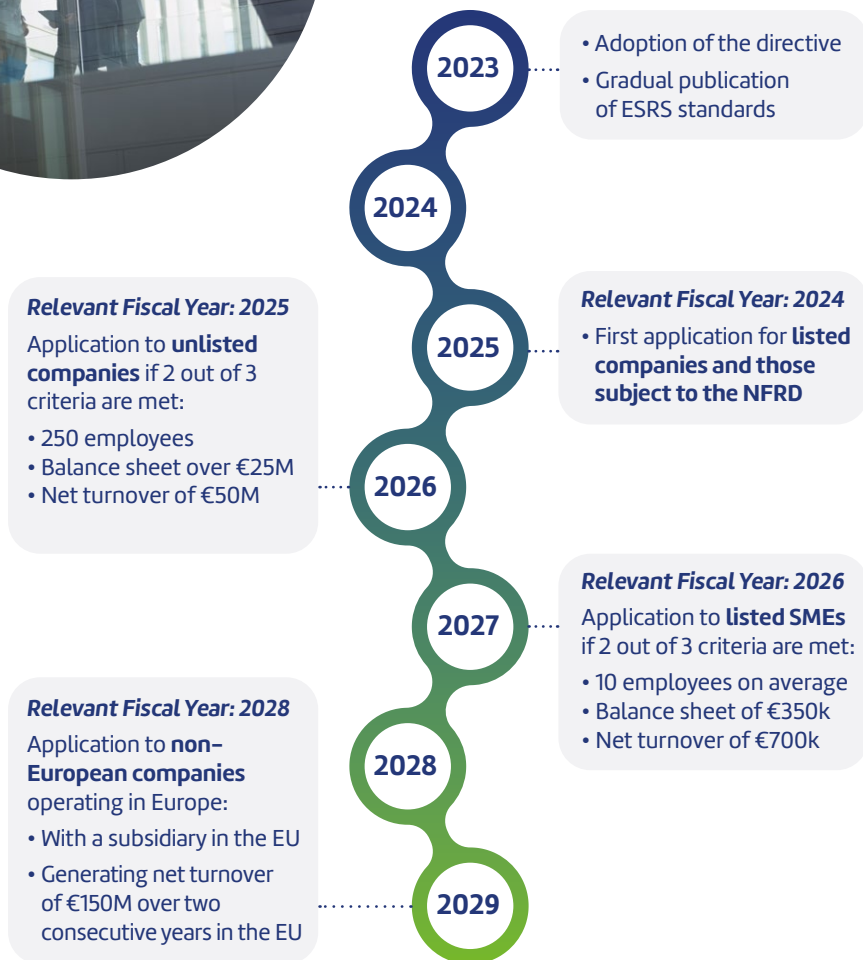 2023
• Adoption of the directive
• Gradual publication
of ESRS standards
2024
Relevant Fiscal Year: 2025
Application to unlisted
companies if 2 out of 3
criteria are met:
• 250 employees
• Balance sheet over €25M
• Net turnover of €50M
2025
Relevant Fiscal Year: 2024
• First application for listed
companies and those
subject to the NFRD
2026
2027
Relevant Fiscal Year: 2026
Application to listed SMEs
if 2 out of 3 criteria are met:
• 10 employees on average
• Balance sheet of €350k
• Net turnover of €700k
Relevant Fiscal Year: 2028
Application to non-
European companies
operating in Europe:
• With a subsidiary in the EU
• Generating net turnover
of €150M over two
consecutive years in the EU
2028
2029